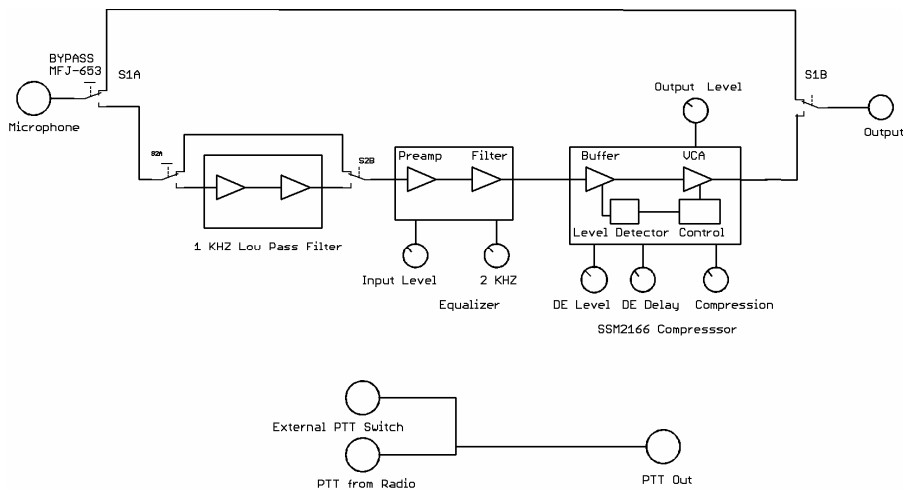 BYPASS
MFJ-653
S1A
S1B
Microphone
Output
Output Level
S2A
S2B
Preamp
Filter
Buffer
VCA
Level Detector
Control
1 KHZ Low Pass Filter
Input Level
2 KHZ
DE Level
DE Delay
Compression
Equalizer
SSM2166 Compresssor
External PTT Switch
PTT from Radio
PTT Out